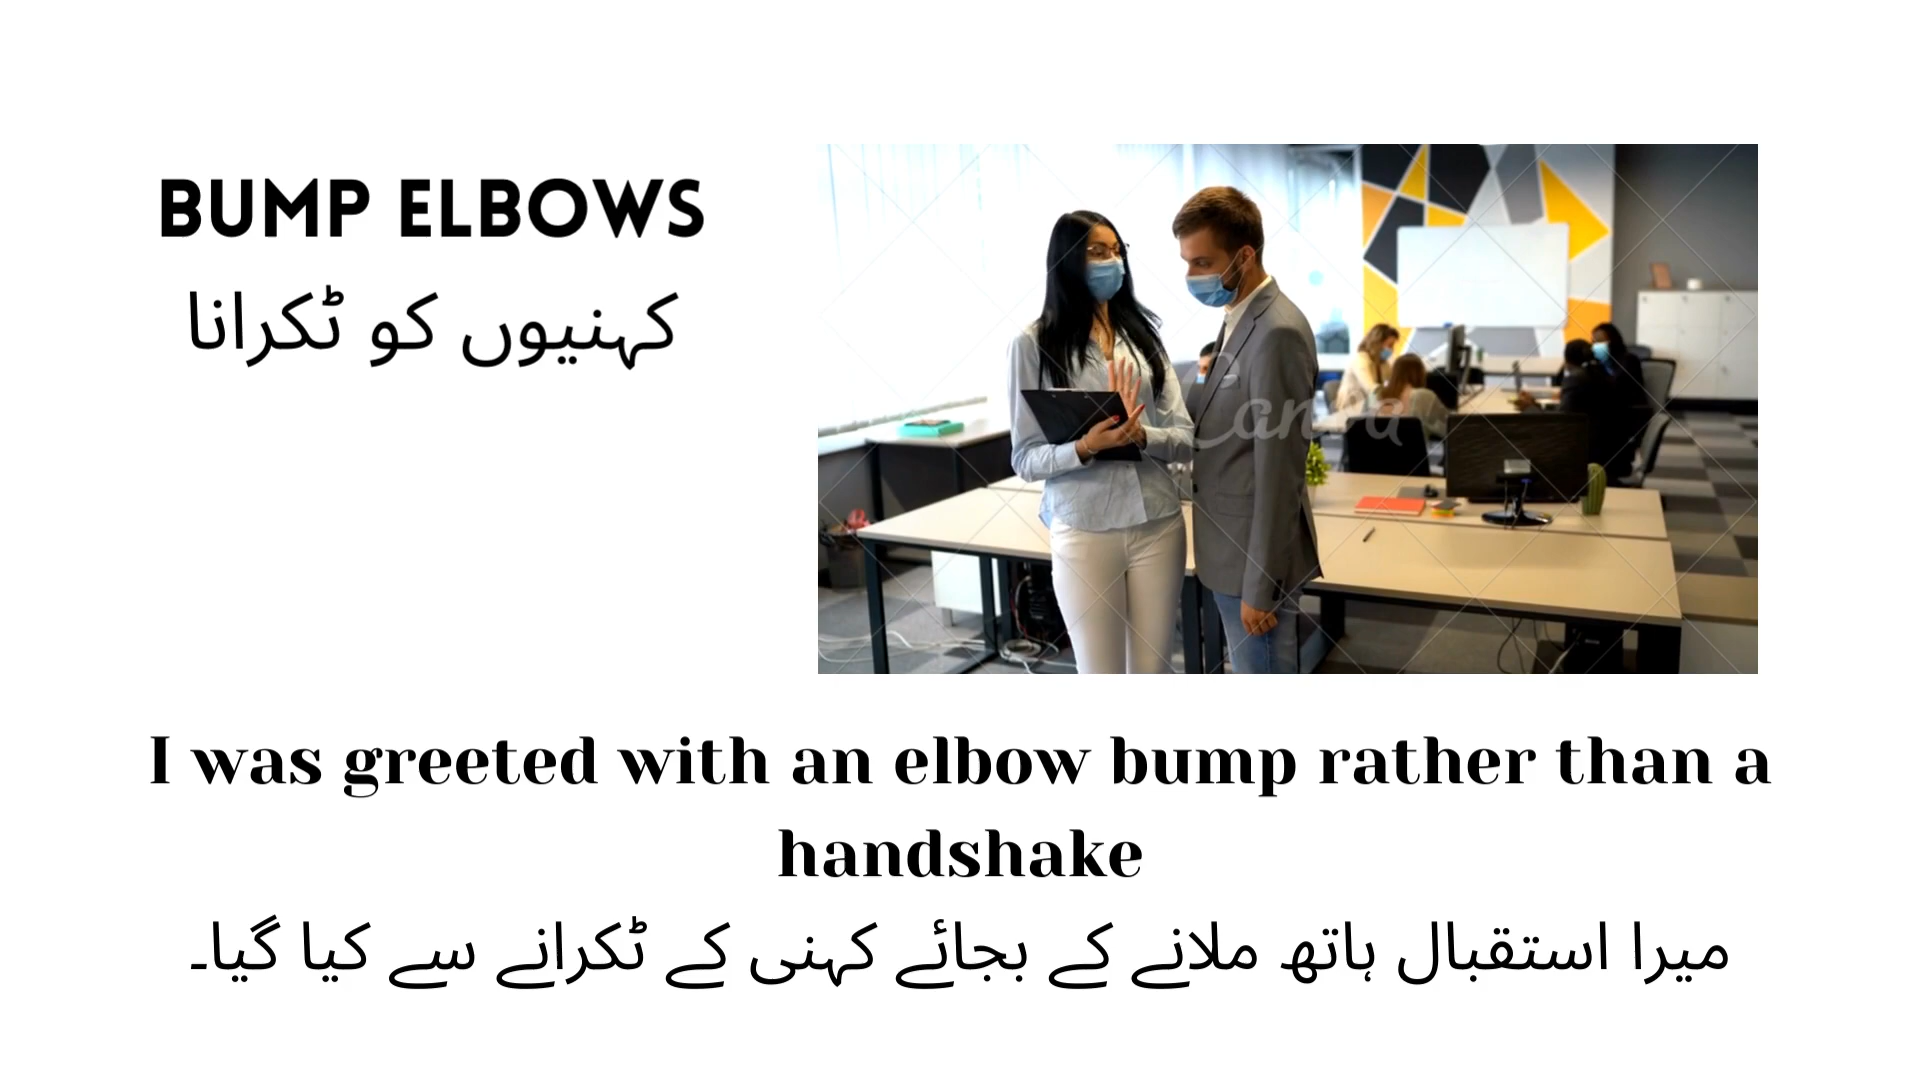 BUMP ELBOWS
کہنیوں کو ٹکرانا
Canva
I was greeted with an elbow bump rather than a
handshake
میرا استقبال ہاتھ ملانے کے بجائے کہنی کے ٹکرانے سے کیا گیا۔